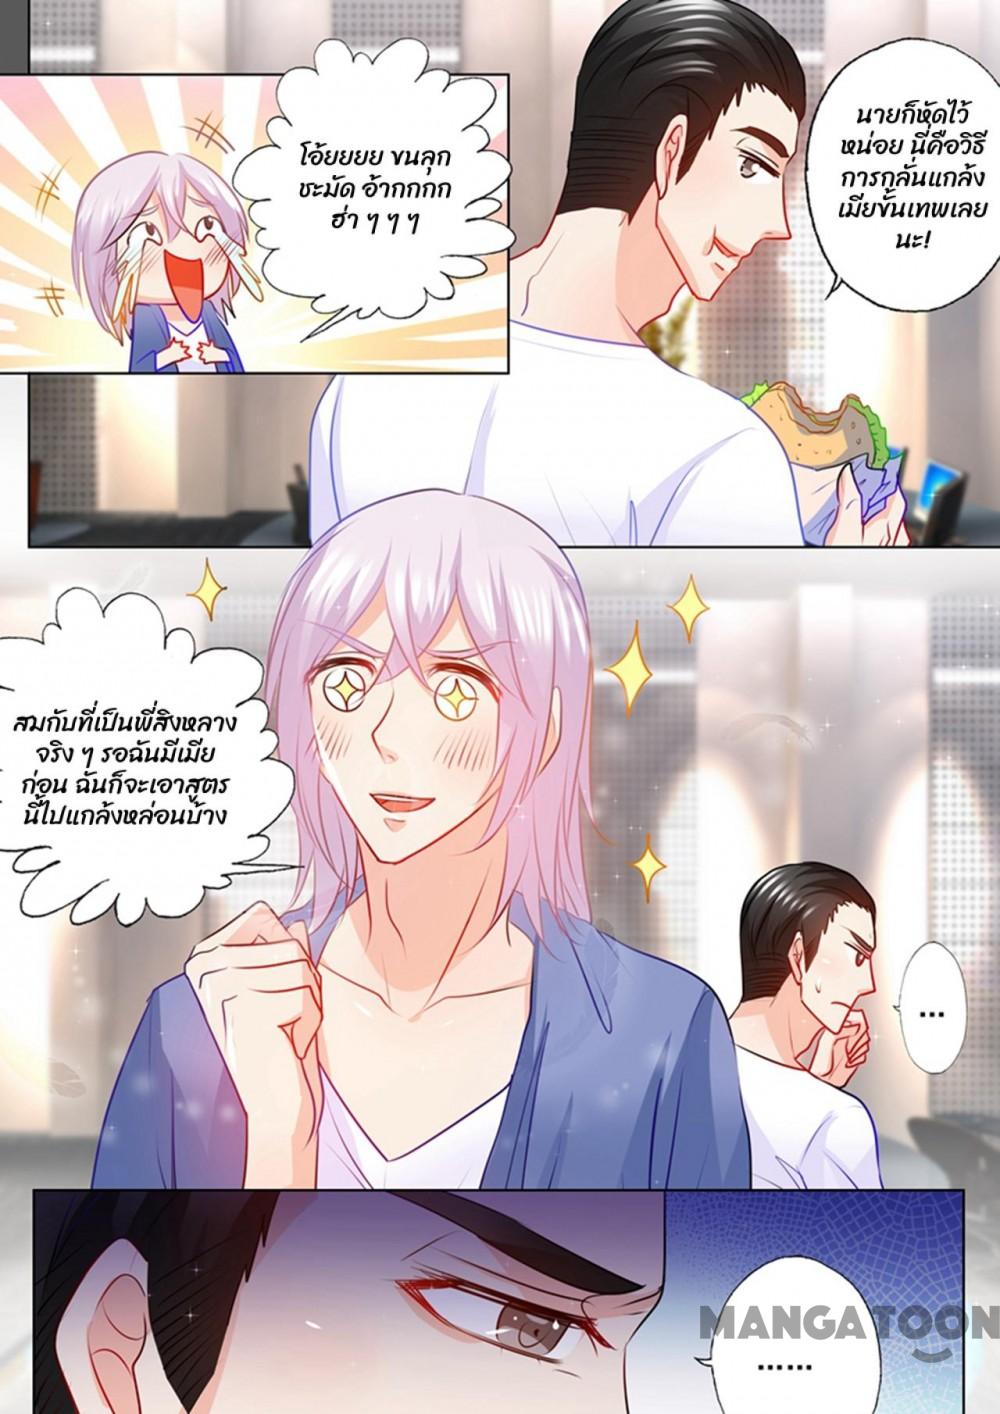 นายก็หัดไว้
หน่อย นี่คือวิธี
การกลั่นแกล้ง
เมียขั้นเทพเลย
นะ!
โอ้ยยยย ขนลุก
ชะมัด อ้ากกกก
ฮ่า ๆ ๆ ๆ
สมกับที่เป็นพี่สิงหลาง
จริง ๆ รอฉันมีเมีย
ก่อน ฉันก็จะเอาสูตร
นี้ไปแกล้งหล่อนบ้าง
...
......
MANGATOON